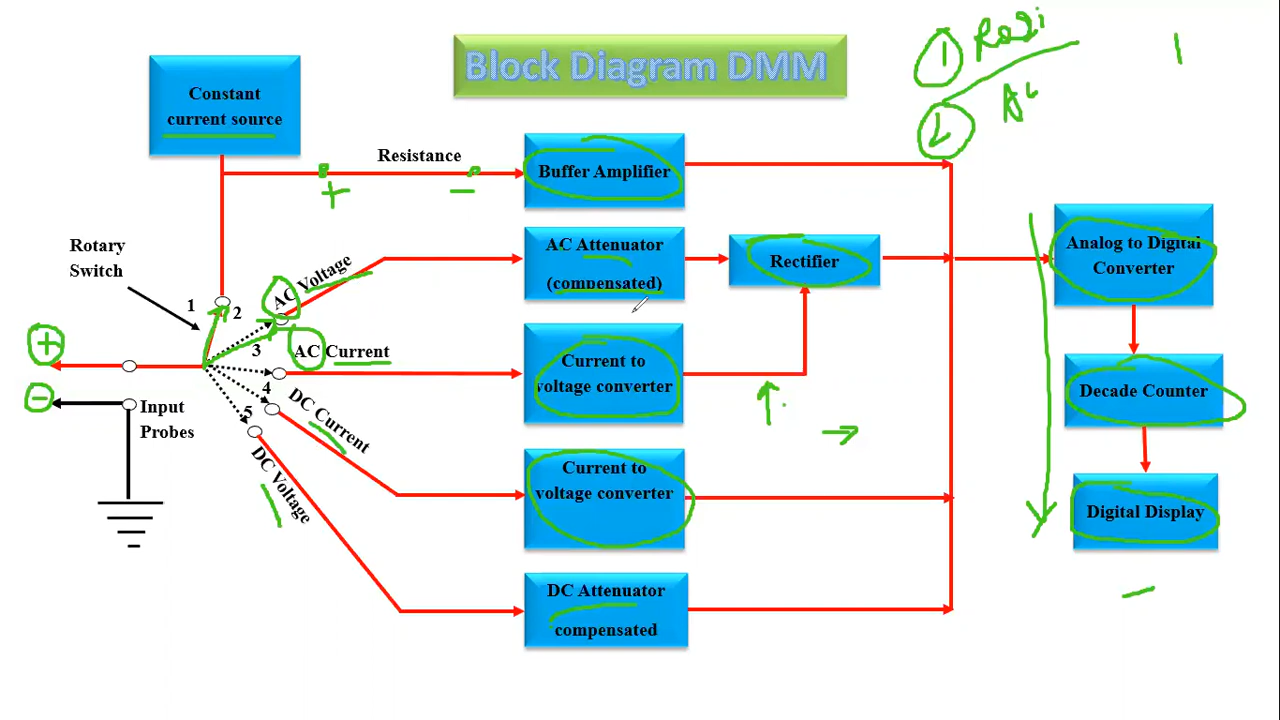 Block Diagram DMM
1
2
Constant
current source
Resistance
+
-
Buffer Amplifier
Rotary
Switch
1
2
3
4
5
AC Voltage
AC Current
DC Current
DC Voltage
+
-
Input
Probes
AC Attenuator
(compensated)
Rectifier
Current to
voltage converter
Current to
voltage converter
DC Attenuator
compensated
Analog to Digital
Converter
Decade Counter
Digital Display